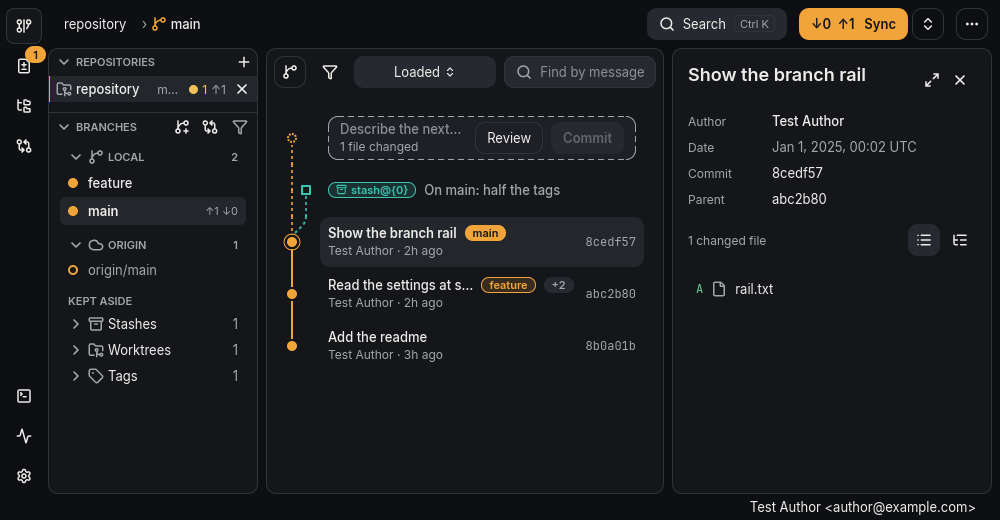 repository › main
Search Ctrl K
↓0 ↑1 Sync
1
REPOSITORIES
repository m... 1 ↑1
BRANCHES
LOCAL 2
feature
main ↑1 ↓0
ORIGIN 1
origin/main
KEPT ASIDE
Stashes 1
Worktrees 1
Tags 1
Loaded
Find by message
Describe the next...
1 file changed
Review
Commit
stash@{0} On main: half the tags
Show the branch rail main
Test Author · 2h ago
8cedf57
Read the settings at s... feature +2
Test Author · 2h ago
abc2b80
Add the readme
Test Author · 3h ago
8b0a01b
Show the branch rail
Author Test Author
Date Jan 1, 2025, 00:02 UTC
Commit 8cedf57
Parent abc2b80
1 changed file
A rail.txt
Test Author <author@example.com>